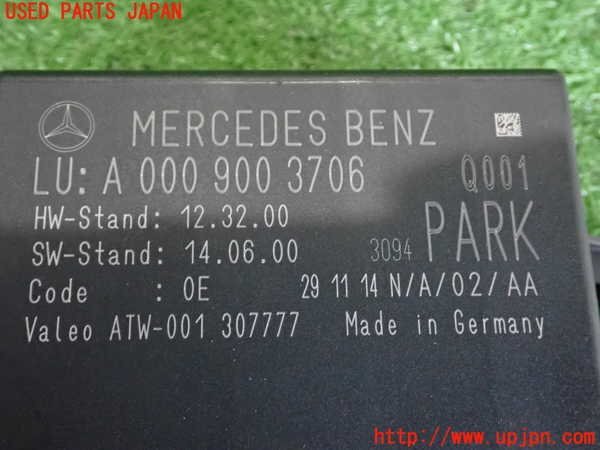 USED PARTS JAPAN
MERCEDES BENZ
LU: A 000 900 3706 Q001
HW-Stand: 12.32.00
SW-Stand: 14.06.00 3094 PARK
Code : 0E 29 11 14 N/A/02/AA
Valeo ATW-001 307777 Made in Germany
http://www.upjpn.com/